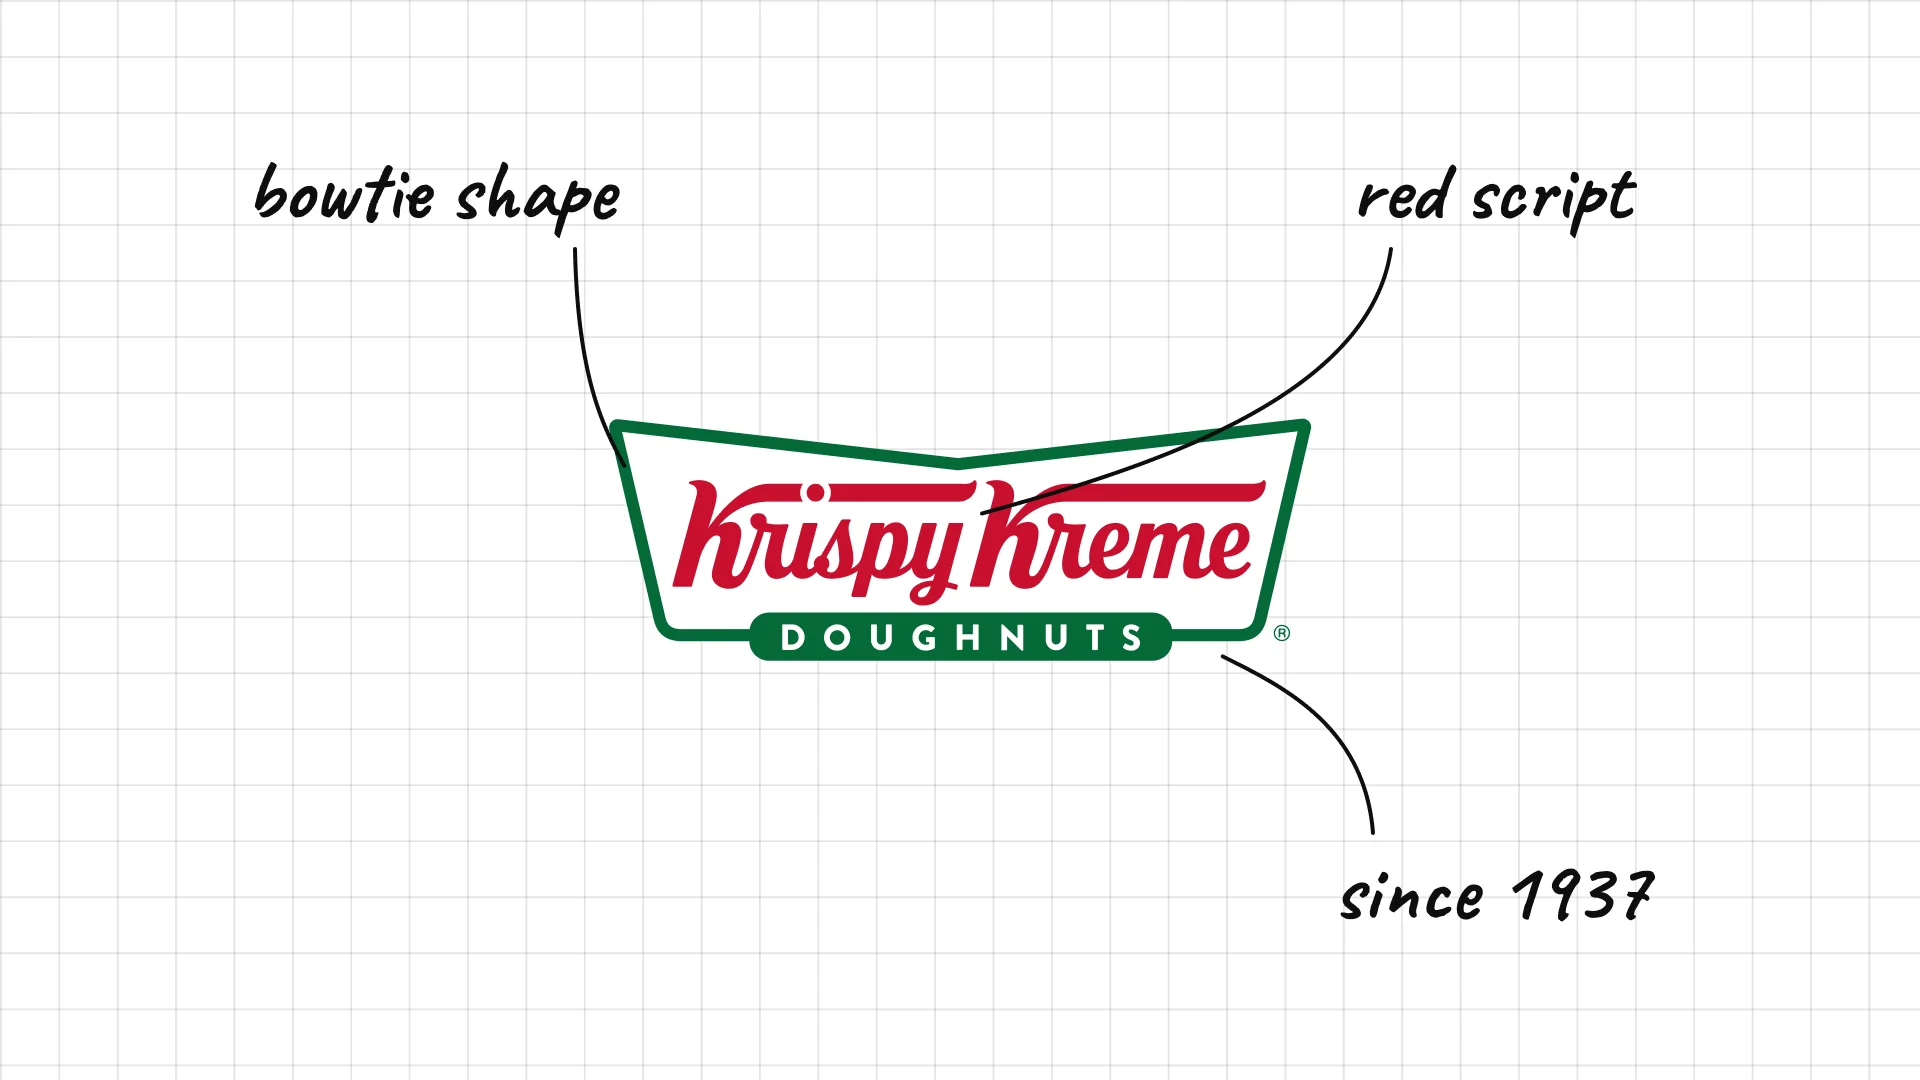 bowtie shape
red script
Krispy Kreme
DOUGHNUTS
®
since 1937